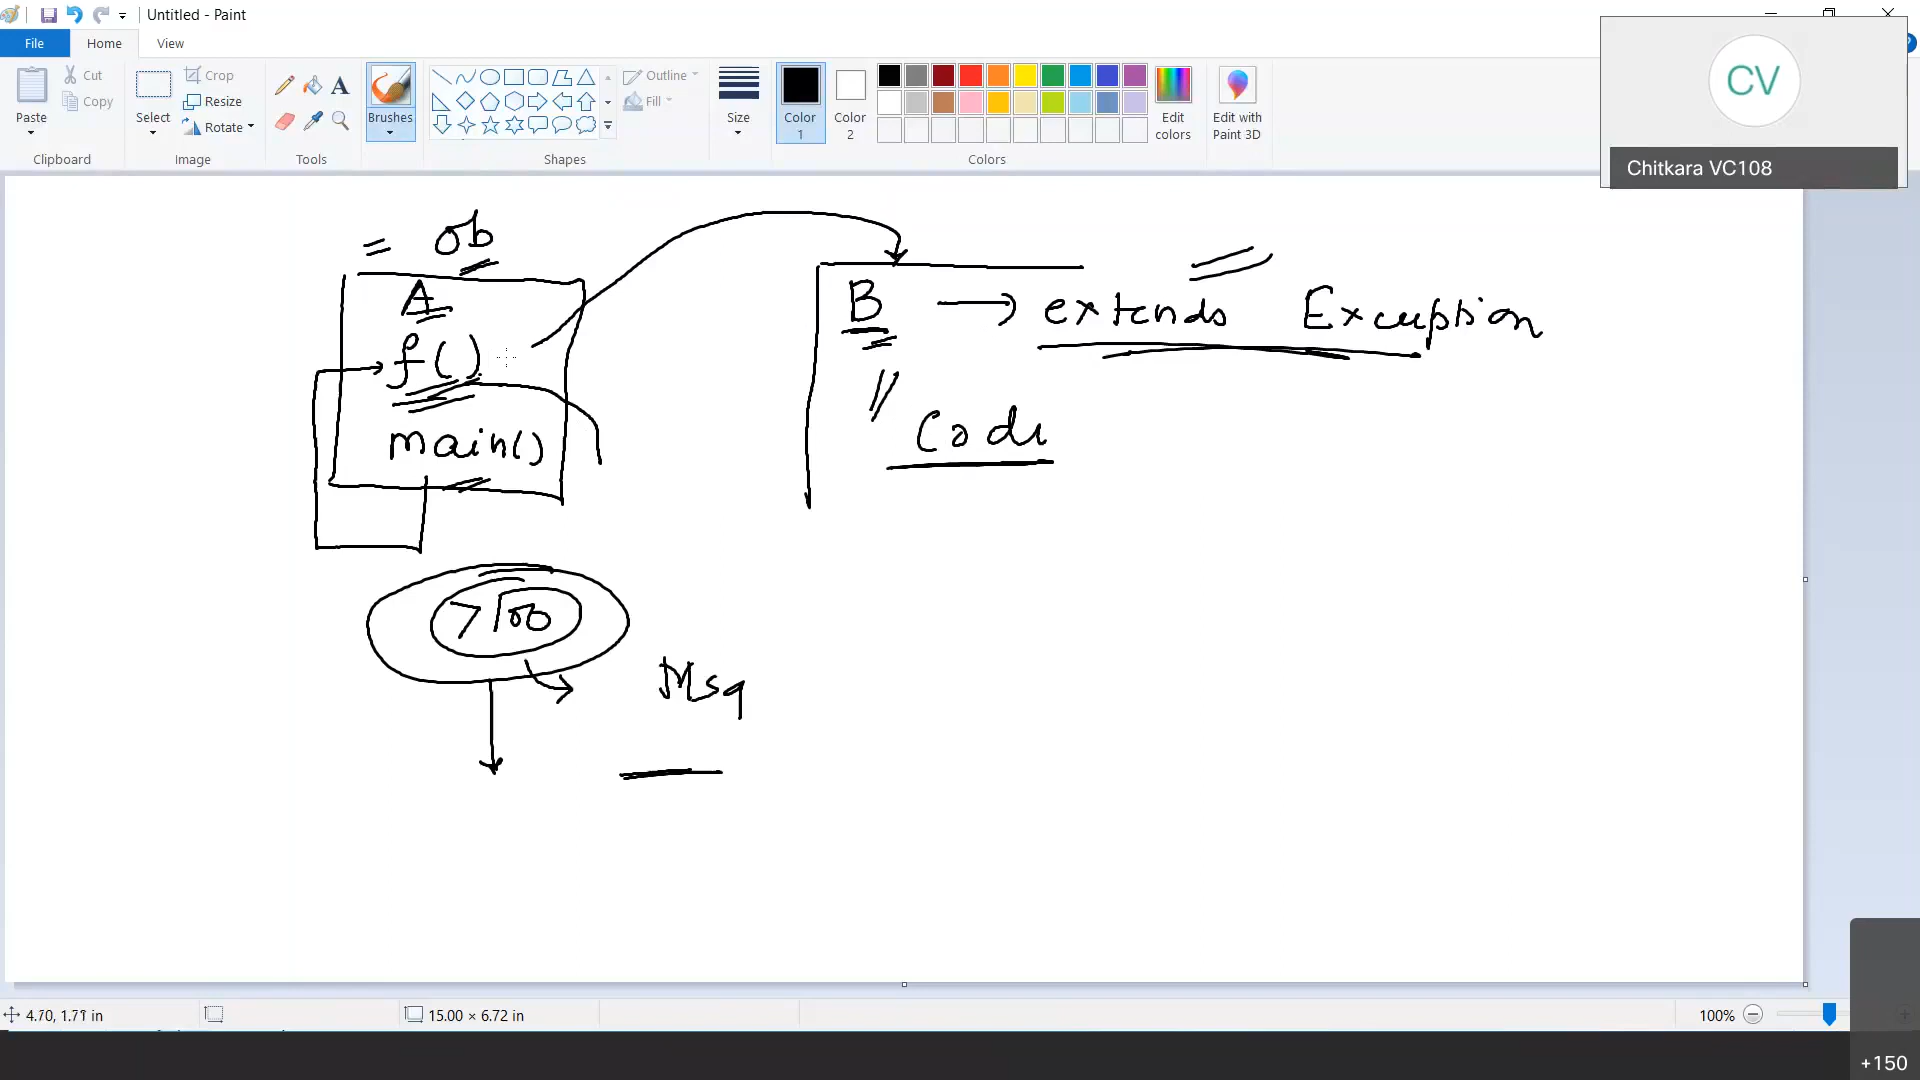 Untitled - Paint
File Home View
Cut
Copy
Paste
Clipboard
Crop
Resize
Rotate
Select
Image
Tools
Brushes
Outline
Fill
Shapes
Size
Color 1
Color 2
Edit colors
Edit with Paint 3D
Colors
CV
Chitkara VC108
= ob
A
f()
main()
B → extends Exception
Code
>100
Msg
4.70, 1.71 in
15.00 × 6.72 in
100%
+150